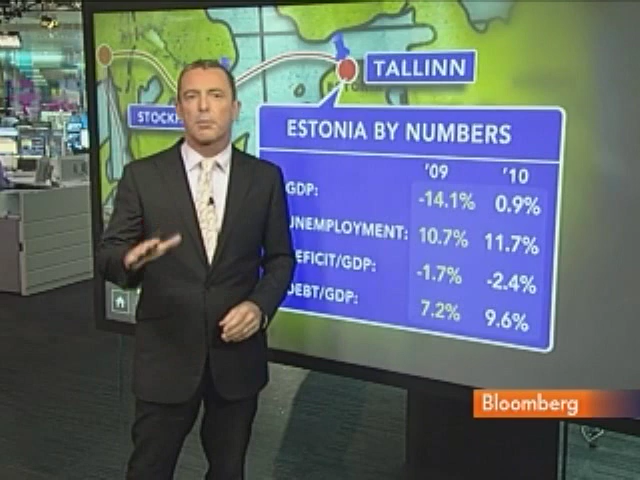 TALLINN
ESTONIA BY NUMBERS
'09 '10
GDP: -14.1% 0.9%
UNEMPLOYMENT: 10.7% 11.7%
EFICIT/GDP: -1.7% -2.4%
DEBT/GDP: 7.2% 9.6%
Bloomberg